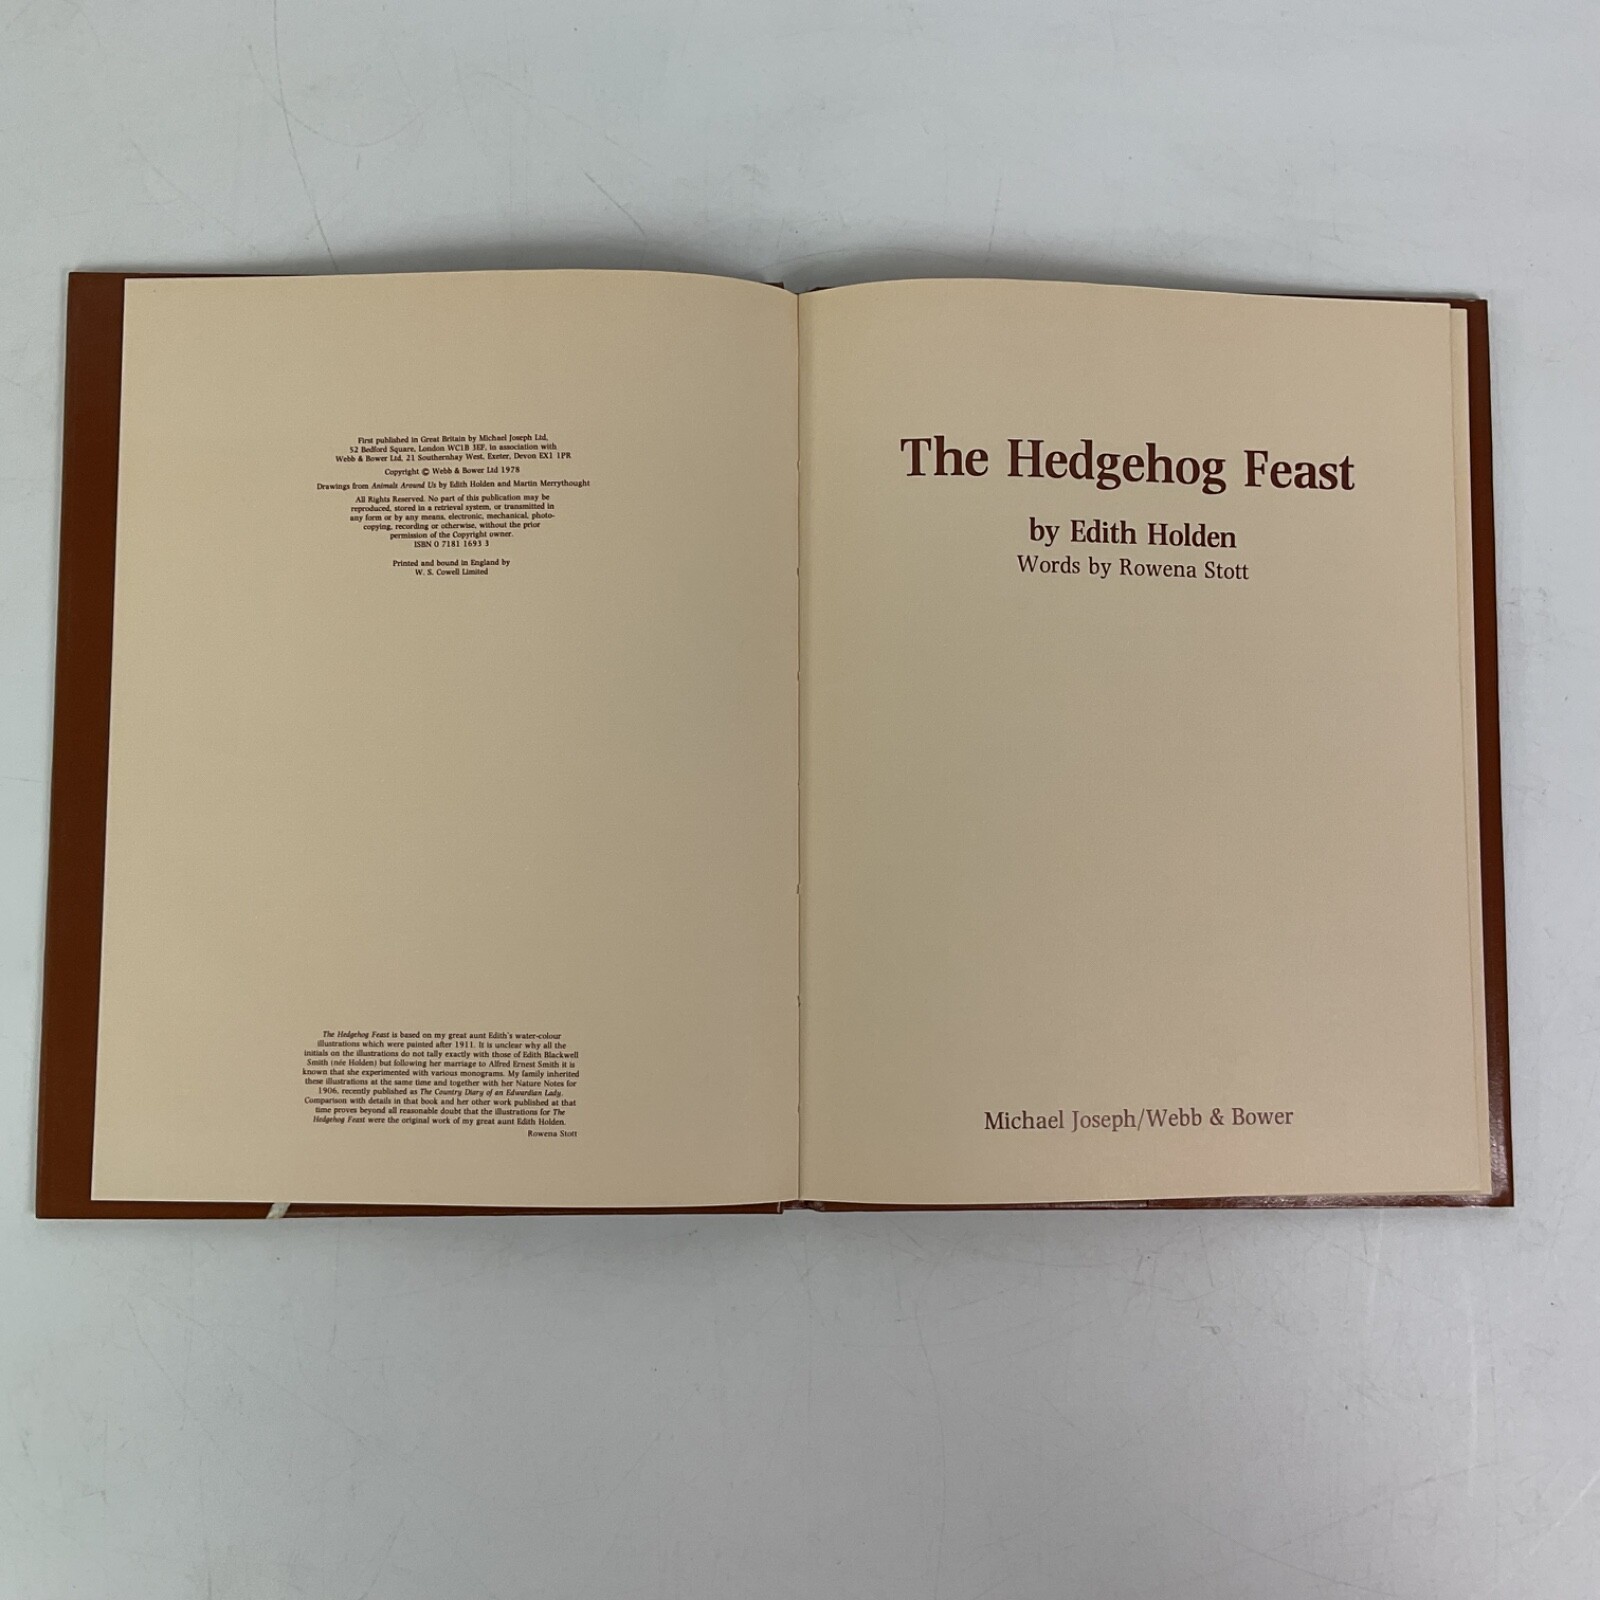 First published in Great Britain by Michael Joseph Ltd,
52 Bedford Square, London WC1B 3EF, in association with
Webb & Bower Ltd, 21 Southernhay West, Exeter, Devon EX1 1PR
Copyright © Webb & Bower Ltd 1978
Drawings from Animals Around Us by Edith Holden and Martin Merrythought
All Rights Reserved. No part of this publication may be
reproduced, stored in a retrieval system, or transmitted in
any form or by any means, electronic, mechanical, photo-
copying, recording or otherwise, without the prior
permission of the Copyright owner.
ISBN 0 7181 1693 3
Printed and bound in England by
W. S. Cowell Limited
The Hedgehog Feast is based on my great aunt Edith's water-colour
illustrations which were painted after 1911. It is unclear why all the
initials on the illustrations do not tally exactly with those of Edith Blackwell
Smith (née Holden) but following her marriage to Alfred Ernest Smith it is
known that she experimented with various monograms. My family inherited
these illustrations at the same time and together with her Nature Notes for
1906, recently published as The Country Diary of an Edwardian Lady.
Comparison with details in that book and her other work published at that
time proves beyond all reasonable doubt that the illustrations for The
Hedgehog Feast were the original work of my great aunt Edith Holden.
Rowena Stott
The Hedgehog Feast
by Edith Holden
Words by Rowena Stott
Michael Joseph/Webb & Bower